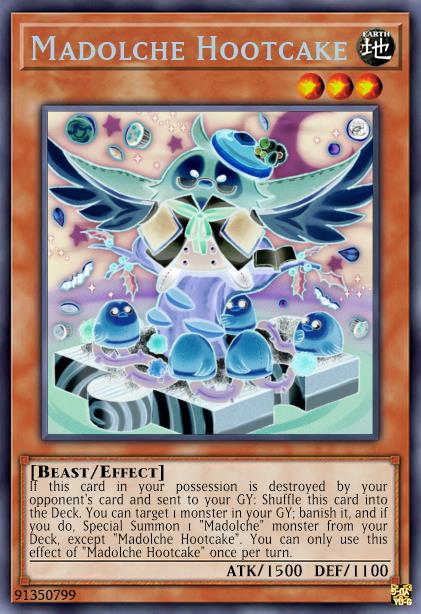 MADOLCHE HOOTCAKE
EARTH
地
[BEAST/EFFECT]
If this card in your possession is destroyed by your
opponent's card and sent to your GY: Shuffle this card into
the Deck. You can target 1 monster in your GY; banish it, and if
you do, Special Summon 1 "Madolche" monster from your
Deck, except "Madolche Hootcake". You can only use this
effect of "Madolche Hootcake" once per turn.
ATK/1500 DEF/1100
91350799